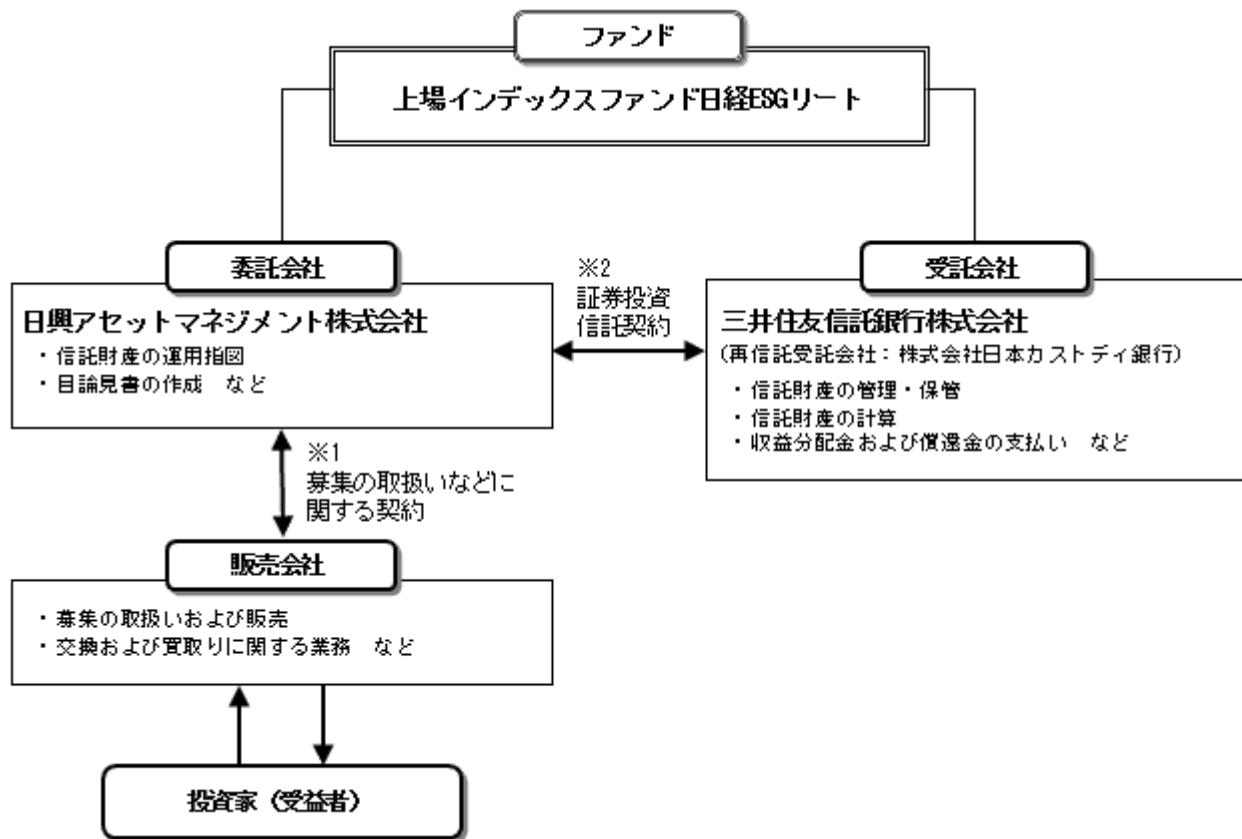 ファンド
上場インデックスファンド日経ESGリート
委託会社
日興アセットマネジメント株式会社
・信託財産の運用指図
・目論見書の作成 など
※2
証券投資
信託契約
受託会社
三井住友信託銀行株式会社
(再信託受託会社:株式会社日本カストディ銀行)
・信託財産の管理・保管
・信託財産の計算
・収益分配金および償還金の支払い など
※1
募集の取扱いなどに
関する契約
販売会社
・募集の取扱いおよび販売
・交換および買取りに関する業務 など
投資家(受益者)